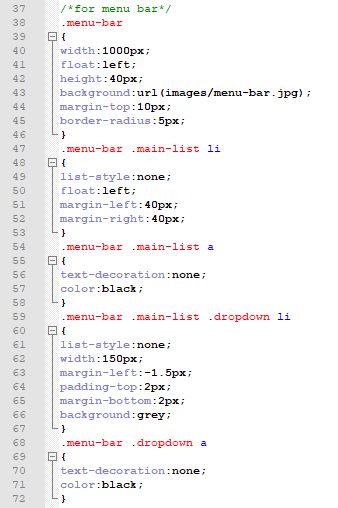 37 /*for menu bar*/
38 .menu-bar
39 {
40 width:1000px;
41 float:left;
42 height:40px;
43 background:url(images/menu-bar.jpg);
44 margin-top:10px;
45 border-radius:5px;
46 }
47 .menu-bar .main-list li
48 {
49 list-style:none;
50 float:left;
51 margin-left:40px;
52 margin-right:40px;
53 }
54 .menu-bar .main-list a
55 {
56 text-decoration:none;
57 color:black;
58 }
59 .menu-bar .main-list .dropdown li
60 {
61 list-style:none;
62 width:150px;
63 margin-left:-1.5px;
64 padding-top:2px;
65 margin-bottom:2px;
66 background:grey;
67 }
68 .menu-bar .dropdown a
69 {
70 text-decoration:none;
71 color:black;
72 }